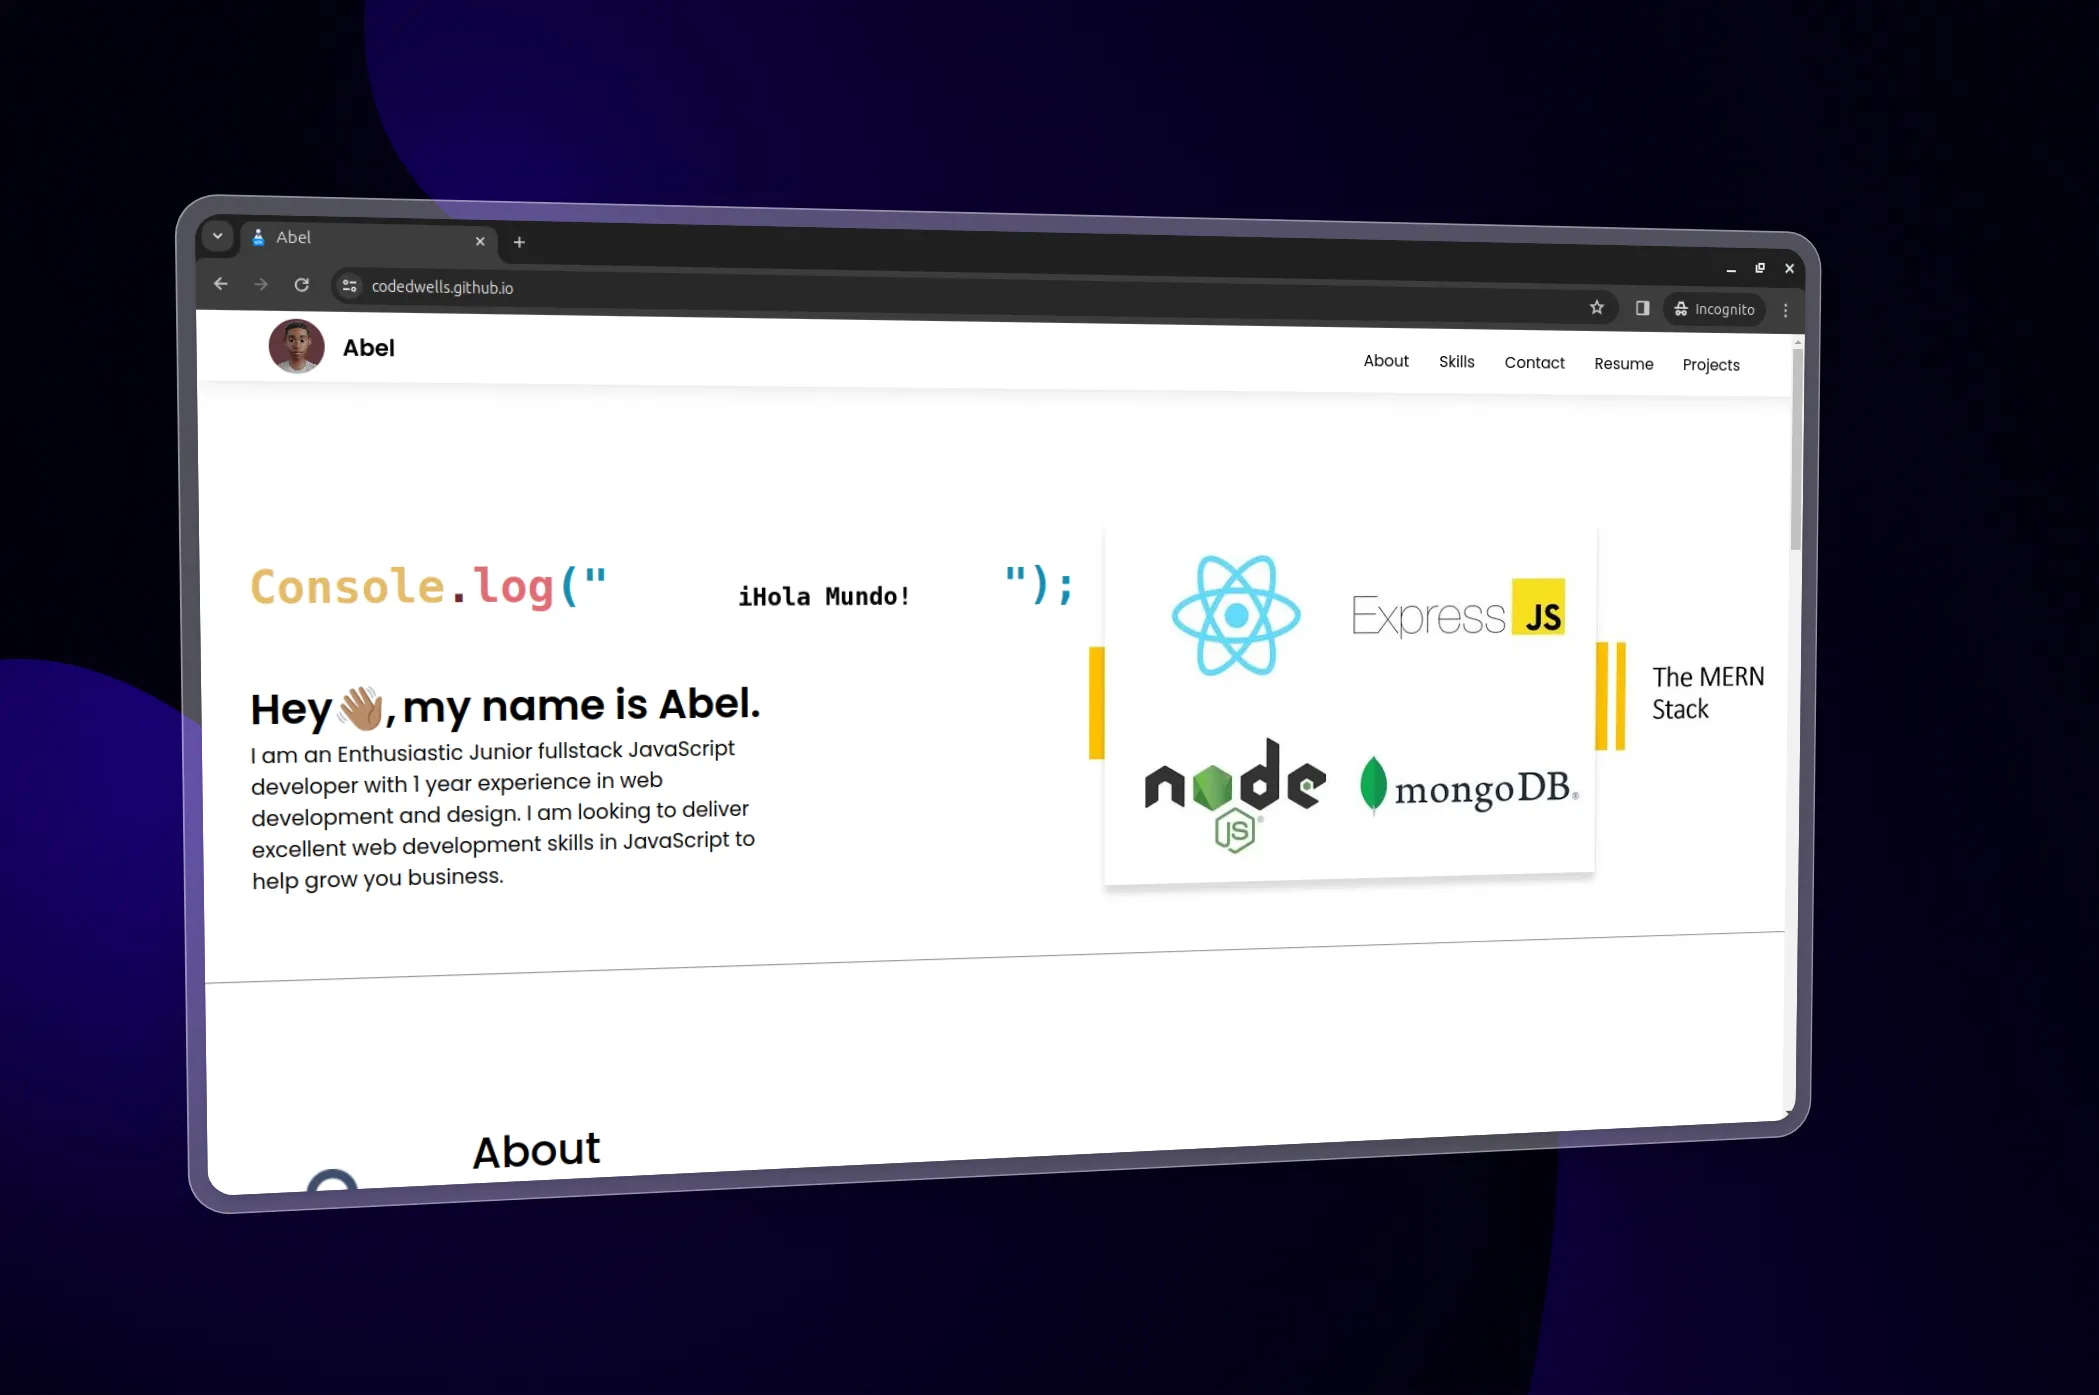 Abel
codedwells.github.io
Incognito
Abel
About Skills Contact Resume Projects
Console.log(" iHola Mundo! ");
Hey👋🏽, my name is Abel.
I am an Enthusiastic Junior fullstack JavaScript
developer with 1 year experience in web
development and design. I am looking to deliver
excellent web development skills in JavaScript to
help grow you business.
Express JS
node
JS
mongoDB®
The MERN
Stack
About